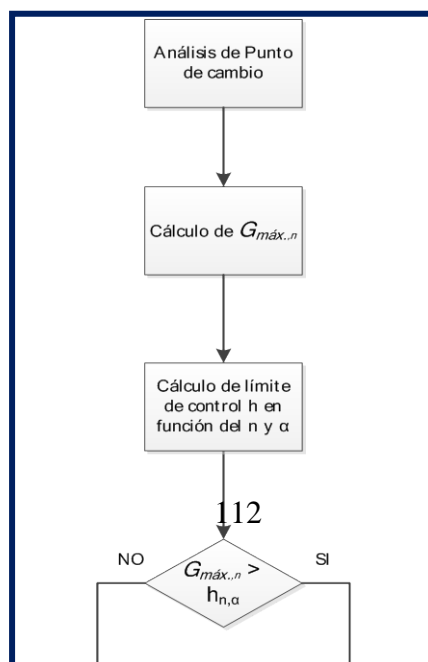 Análisis de Punto
de cambio
Cálculo de Gmáx.,n
Cálculo de límite
de control h en
función del n y α
112
NO
SI
Gmáx.,n >
hn,α